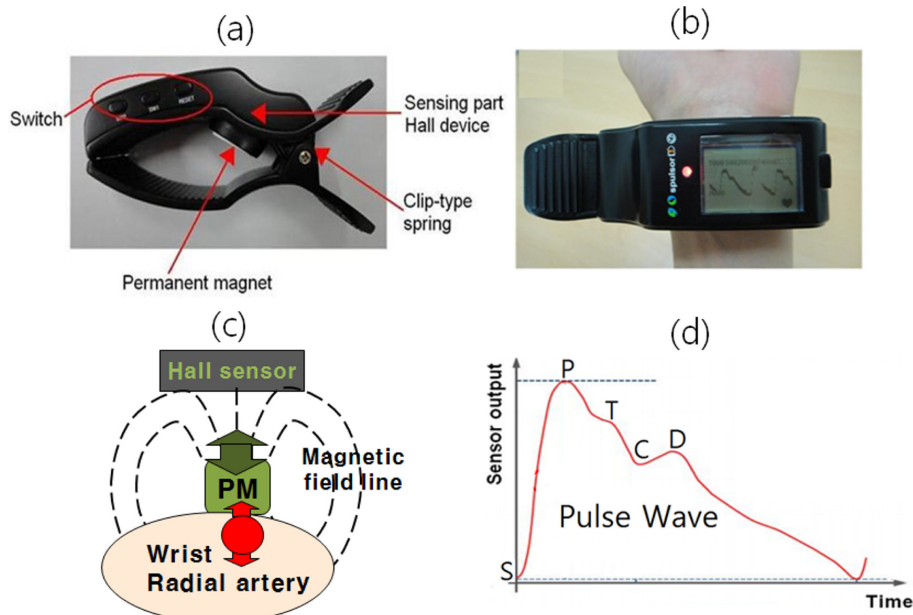 (a)
Switch
RESET
Sensing part
Hall device
Clip-type
spring
Permanent magnet
(b)
spulsor
(c)
Hall sensor
PM
Magnetic
field line
Wrist
Radial artery
(d)
Sensor output
P
T
C
D
Pulse Wave
S
Time